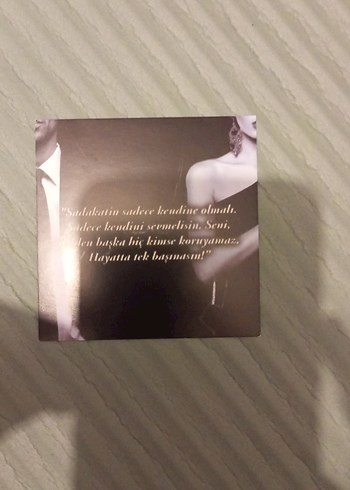 "Sadakatin sadece kendine olmalı.
Sadece kendini sevmelisin. Seni,
başka hiç kimse koruyamaz,
Hayatta tek başınasın!"